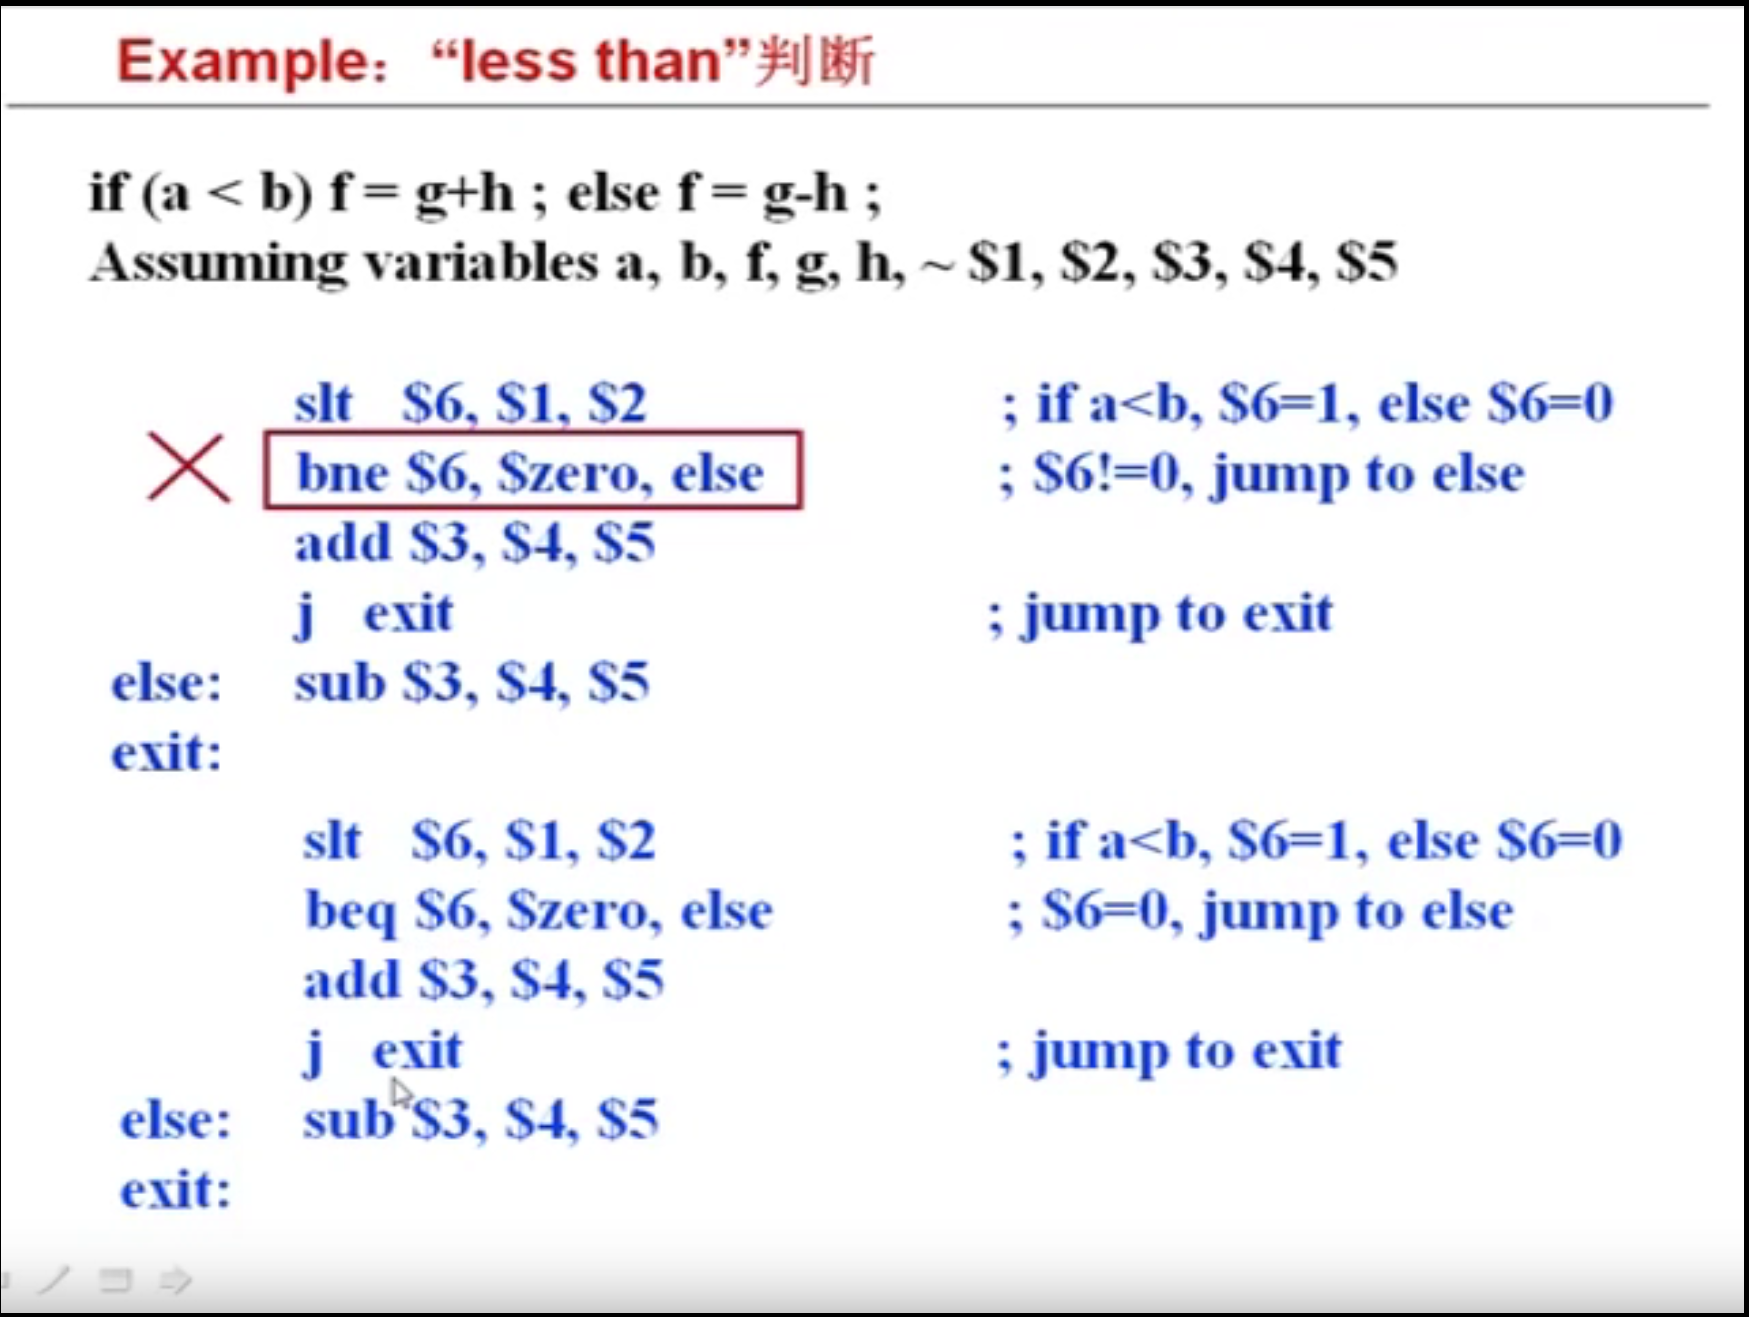 Example：“less than”判断
if (a < b) f = g+h ; else f = g-h ;
Assuming variables a, b, f, g, h, ~ $1, $2, $3, $4, $5
slt $6, $1, $2 ; if a<b, $6=1, else $6=0
bne $6, $zero, else ; $6!=0, jump to else
add $3, $4, $5
j exit ; jump to exit
else: sub $3, $4, $5
exit:
slt $6, $1, $2 ; if a<b, $6=1, else $6=0
beq $6, $zero, else ; $6=0, jump to else
add $3, $4, $5
j exit ; jump to exit
else: sub $3, $4, $5
exit: